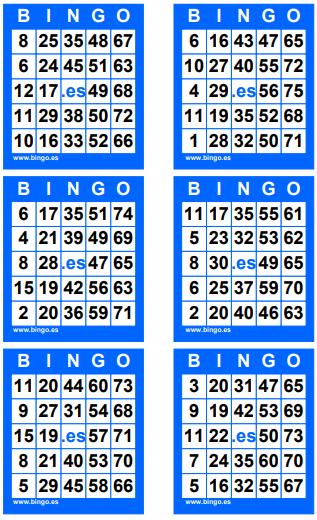 B I N G O
8 25 35 48 67
6 24 45 51 63
12 17 .es 49 68
11 29 38 50 72
10 16 33 52 66
www.bingo.es
B I N G O
6 16 43 47 65
10 27 40 55 72
4 29 .es 56 75
11 19 35 52 68
1 28 32 50 71
www.bingo.es
B I N G O
6 17 35 51 74
4 21 39 49 69
8 28 .es 47 65
15 19 42 56 63
2 20 36 59 71
www.bingo.es
B I N G O
11 17 35 55 61
5 23 32 53 62
8 30 .es 49 65
6 25 37 59 70
2 20 40 46 63
www.bingo.es
B I N G O
11 20 44 60 73
9 27 31 54 68
15 19 .es 57 71
8 21 40 53 70
5 29 45 58 66
www.bingo.es
B I N G O
3 20 31 47 65
9 19 42 53 69
11 22 .es 50 73
7 24 35 60 70
5 16 32 55 67
www.bingo.es